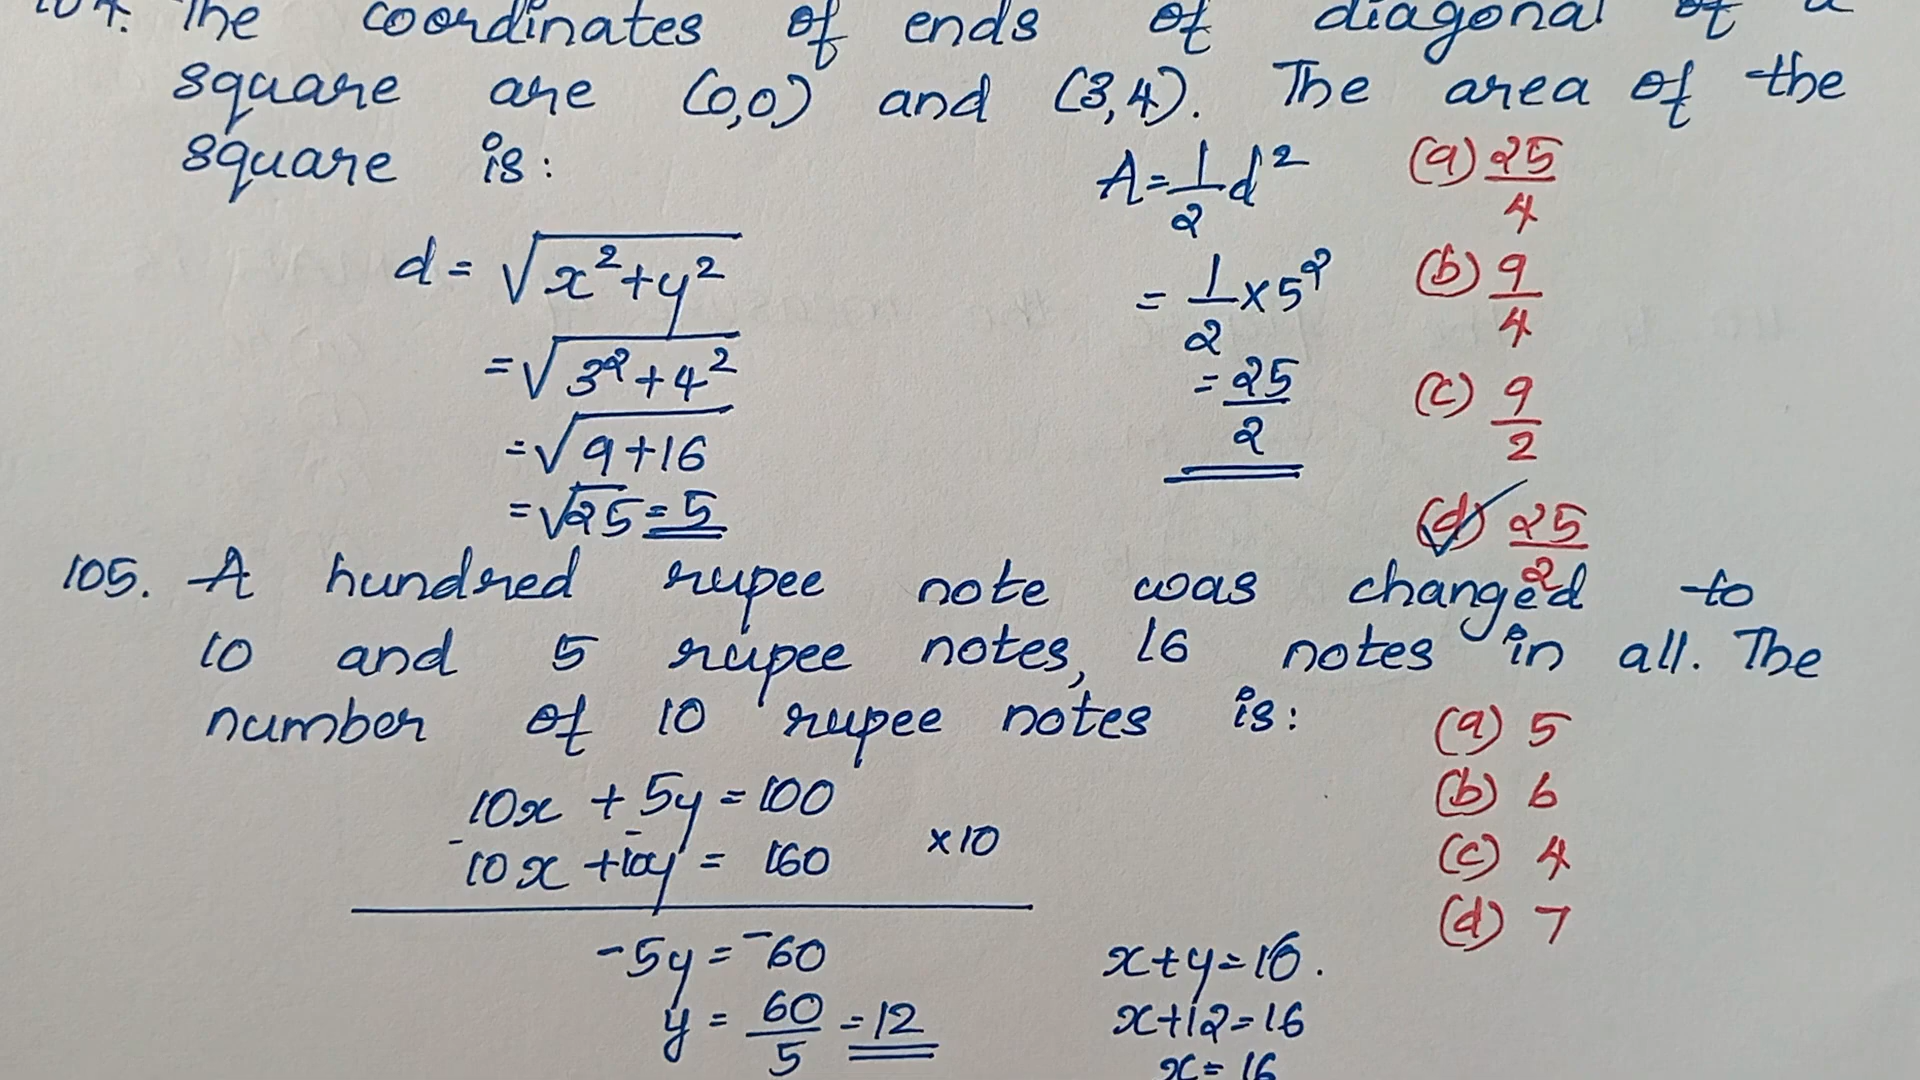 104. The coordinates of ends of diagonal of a
square are (0,0) and (3,4). The area of the
square is:
d = √x²+y²
= √3²+4²
= √9+16
= √25 = 5
A = 1/2 d²
= 1/2 × 5²
= 25/2
(a) 25/4
(b) 9/4
(c) 9/2
(d) 25/2
105. A hundred rupee note was changed to
10 and 5 rupee notes, 16 notes in all. The
number of 10 rupee notes is:
10x + 5y = 100
-10x +-10y = 160 ×10
-5y = -60
y = 60/5 = 12
x+y=16.
x+12=16
x= 16
(a) 5
(b) 6
(c) 4
(d) 7